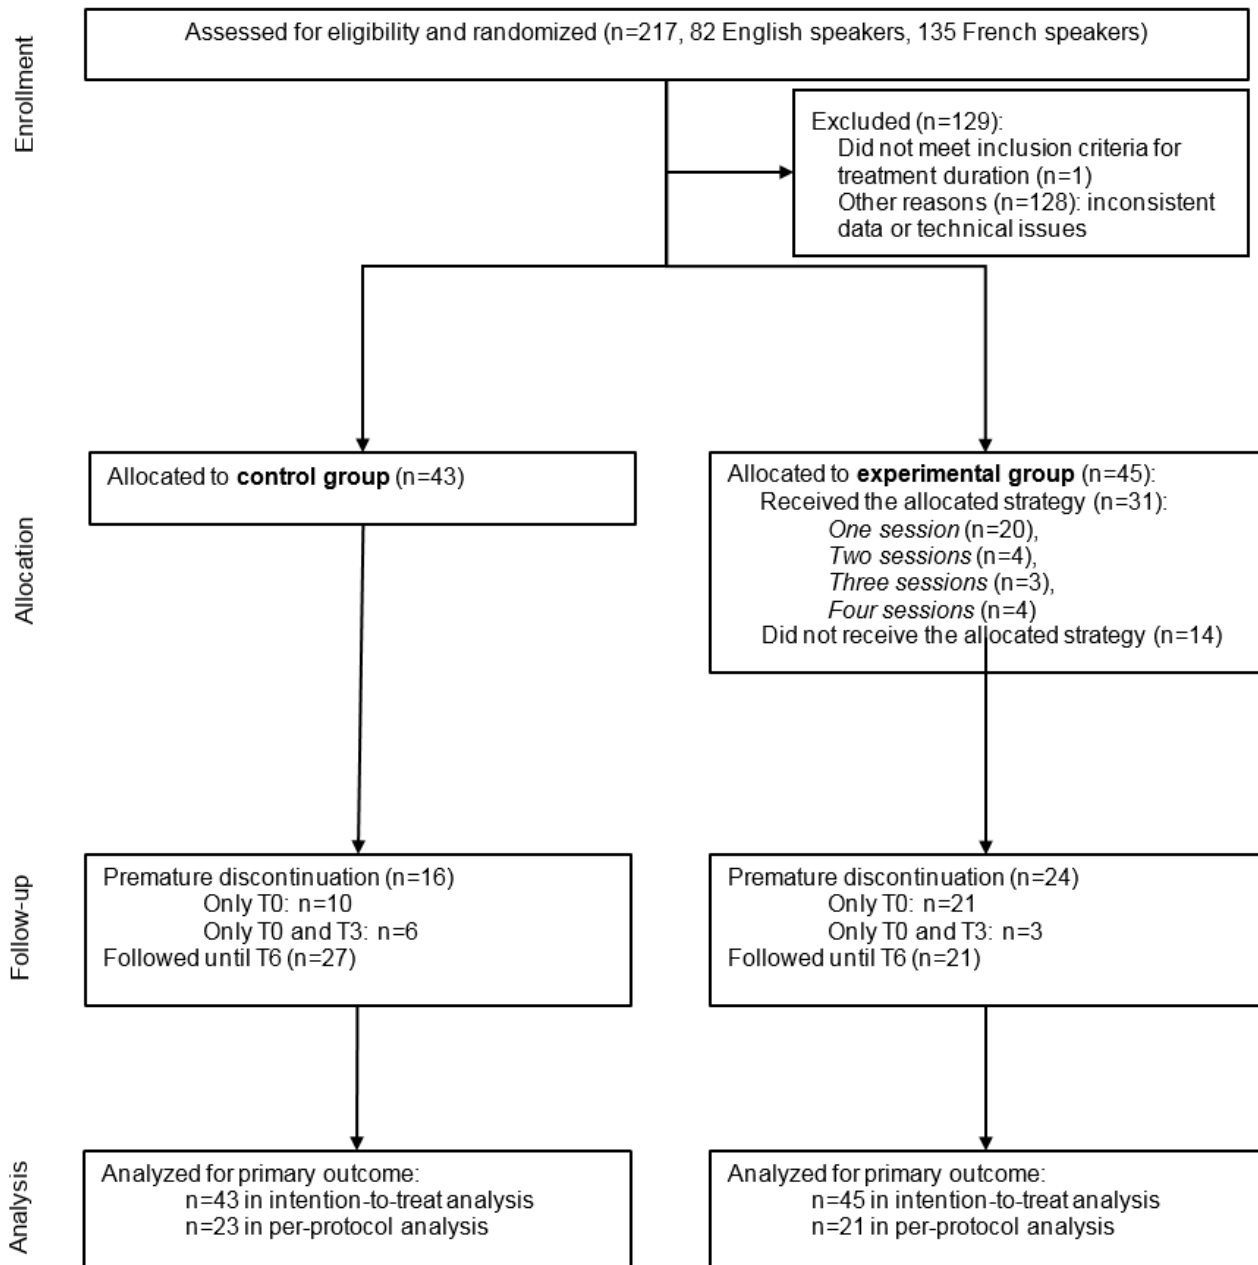 Enrollment
Assessed for eligibility and randomized (n=217, 82 English speakers, 135 French speakers)
Excluded (n=129):
Did not meet inclusion criteria for
treatment duration (n=1)
Other reasons (n=128): inconsistent
data or technical issues
Allocation
Allocated to control group (n=43)
Allocated to experimental group (n=45):
Received the allocated strategy (n=31):
One session (n=20),
Two sessions (n=4),
Three sessions (n=3),
Four sessions (n=4)
Did not receive the allocated strategy (n=14)
Follow-up
Premature discontinuation (n=16)
Only T0: n=10
Only T0 and T3: n=6
Followed until T6 (n=27)
Premature discontinuation (n=24)
Only T0: n=21
Only T0 and T3: n=3
Followed until T6 (n=21)
Analysis
Analyzed for primary outcome:
n=43 in intention-to-treat analysis
n=23 in per-protocol analysis
Analyzed for primary outcome:
n=45 in intention-to-treat analysis
n=21 in per-protocol analysis